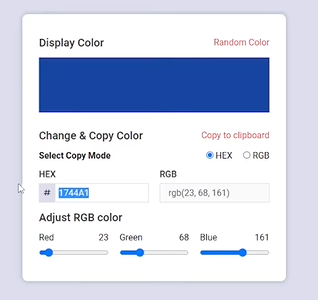 Display Color Random Color
Change & Copy Color Copy to clipboard
Select Copy Mode HEX RGB
HEX RGB
# 1744A1 rgb(23, 68, 161)
Adjust RGB color
Red 23 Green 68 Blue 161